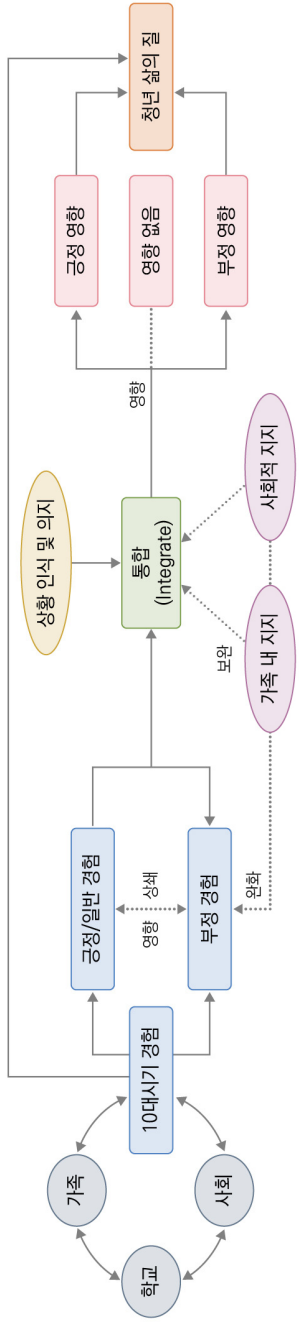 학교
가족
사회
10대시기 경험
긍정/일반 경험
영향
상쇄
부정 경험
완화
상황 인식 및 의지
통합
(Integrate)
보완
가족 내 지지
사회적 지지
영향
긍정 영향
영향 없음
부정 영향
청년 삶의 질